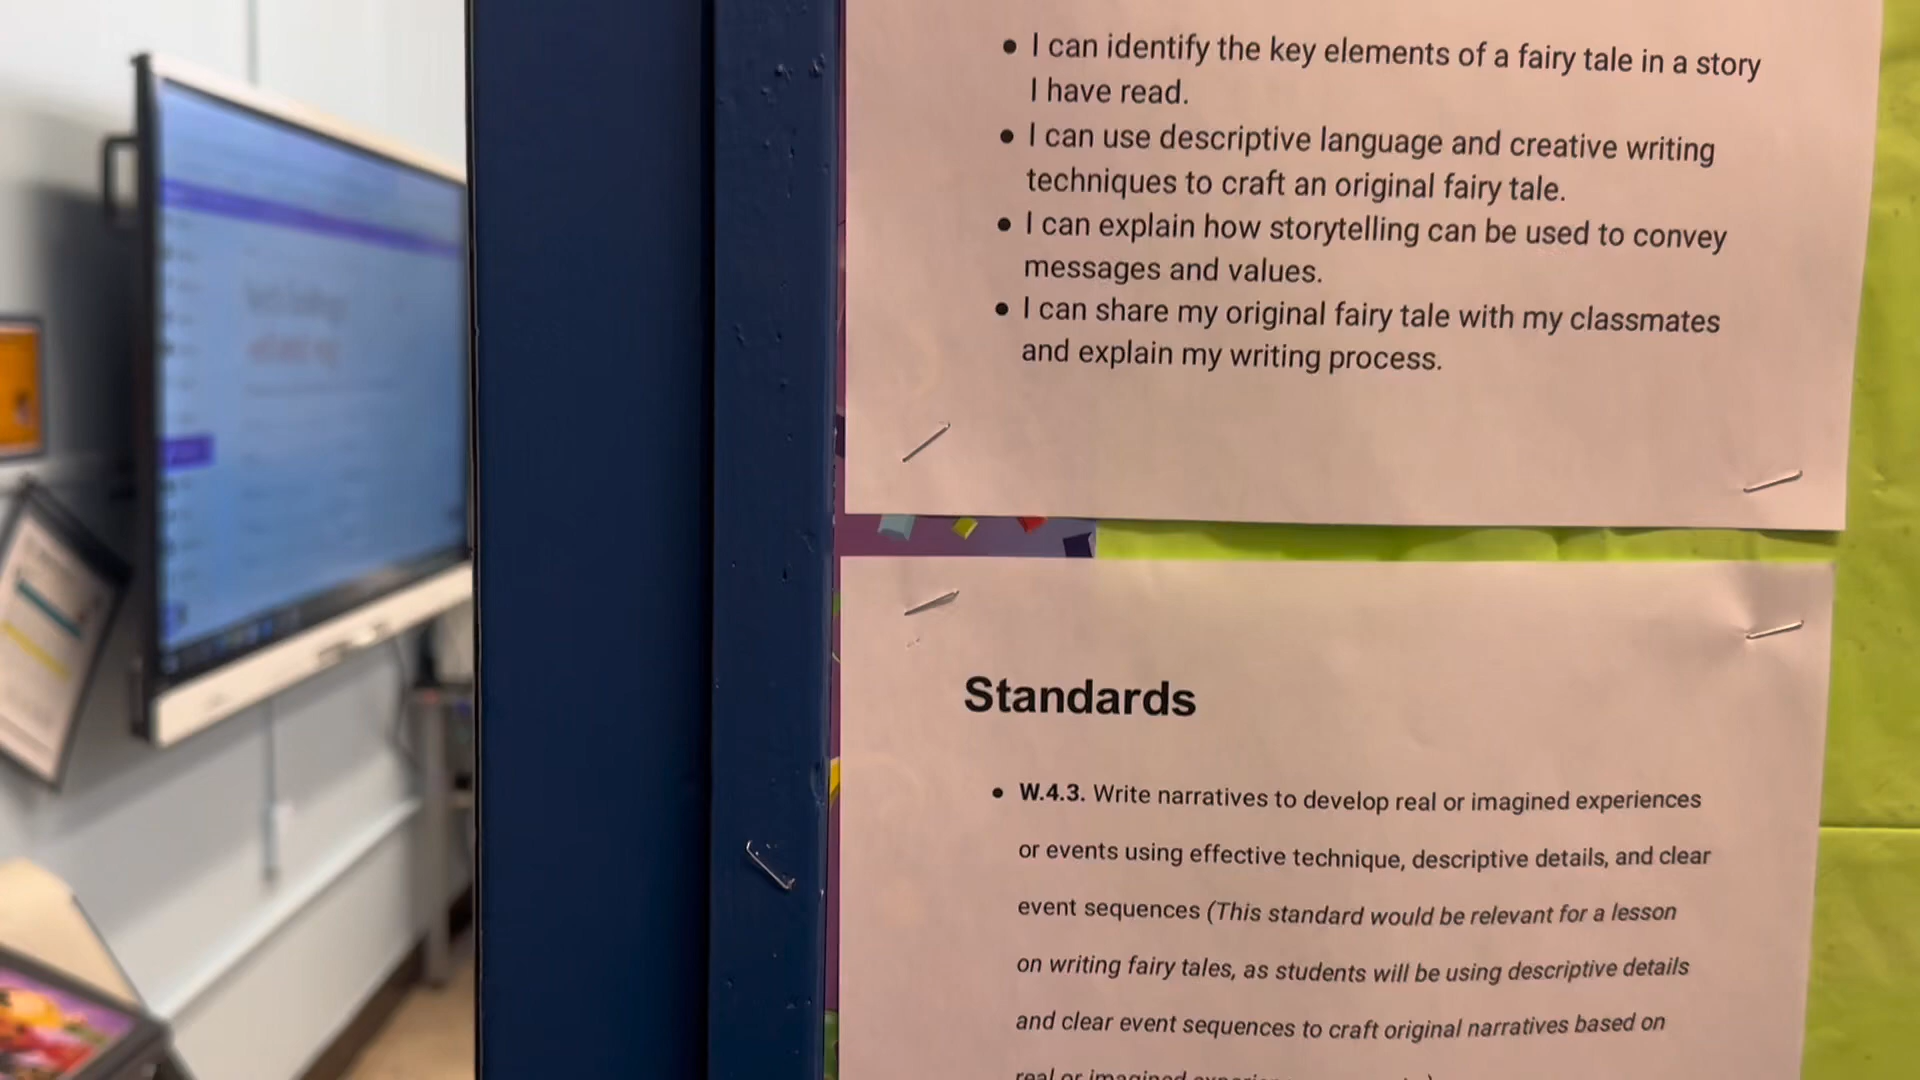 • I can identify the key elements of a fairy tale in a story
I have read.
• I can use descriptive language and creative writing
techniques to craft an original fairy tale.
• I can explain how storytelling can be used to convey
messages and values.
• I can share my original fairy tale with my classmates
and explain my writing process.
Standards
• W.4.3. Write narratives to develop real or imagined experiences
or events using effective technique, descriptive details, and clear
event sequences (This standard would be relevant for a lesson
on writing fairy tales, as students will be using descriptive details
and clear event sequences to craft original narratives based on
real or imagined